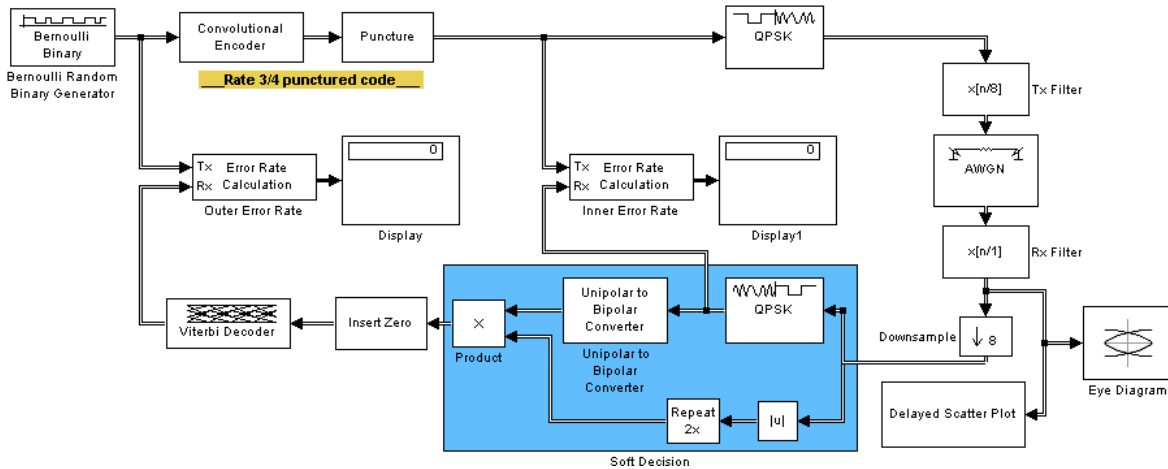 Bernoulli
Binary
Bernoulli Random
Binary Generator
Convolutional
Encoder
Puncture
___Rate 3/4 punctured code___
QPSK
x[n/8]
Tx Filter
AWGN
x[n/1]
Rx Filter
Tx
Rx
Error Rate
Calculation
Outer Error Rate
0
Display
Tx
Rx
Error Rate
Calculation
Inner Error Rate
0
Display1
Viterbi Decoder
Insert Zero
X
Product
Unipolar to
Bipolar
Converter
Unipolar to
Bipolar
Converter
QPSK
Repeat
2x
|u|
Soft Decision
Downsample
8
Delayed Scatter Plot
Eye Diagram